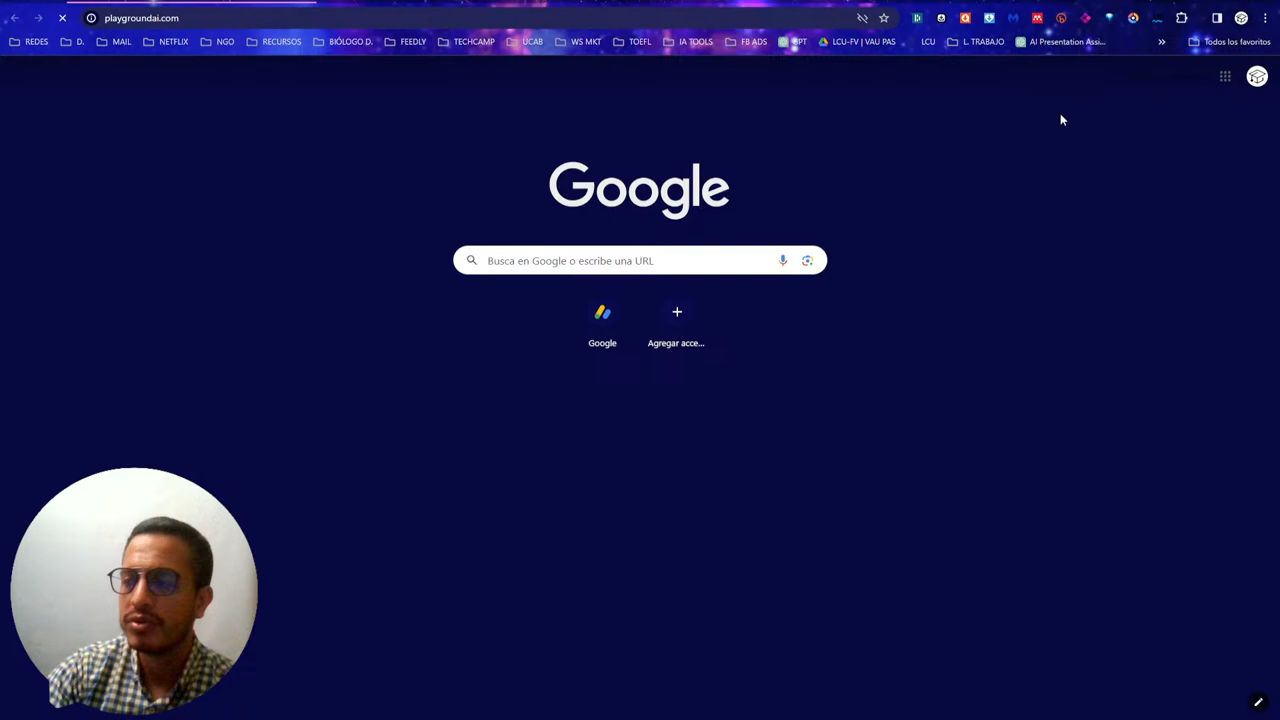 playgroundai.com
REDES D. MAIL NETFLIX NGO RECURSOS BIÓLOGO D. FEEDLY TECHCAMP UCAB WS MKT TOEFL IA TOOLS FB ADS LCU-FV | VAU PAS LCU L. TRABAJO AI Presentation Assi... » Todos los favoritos
Google
Busca en Google o escribe una URL
Google Agregar acce...